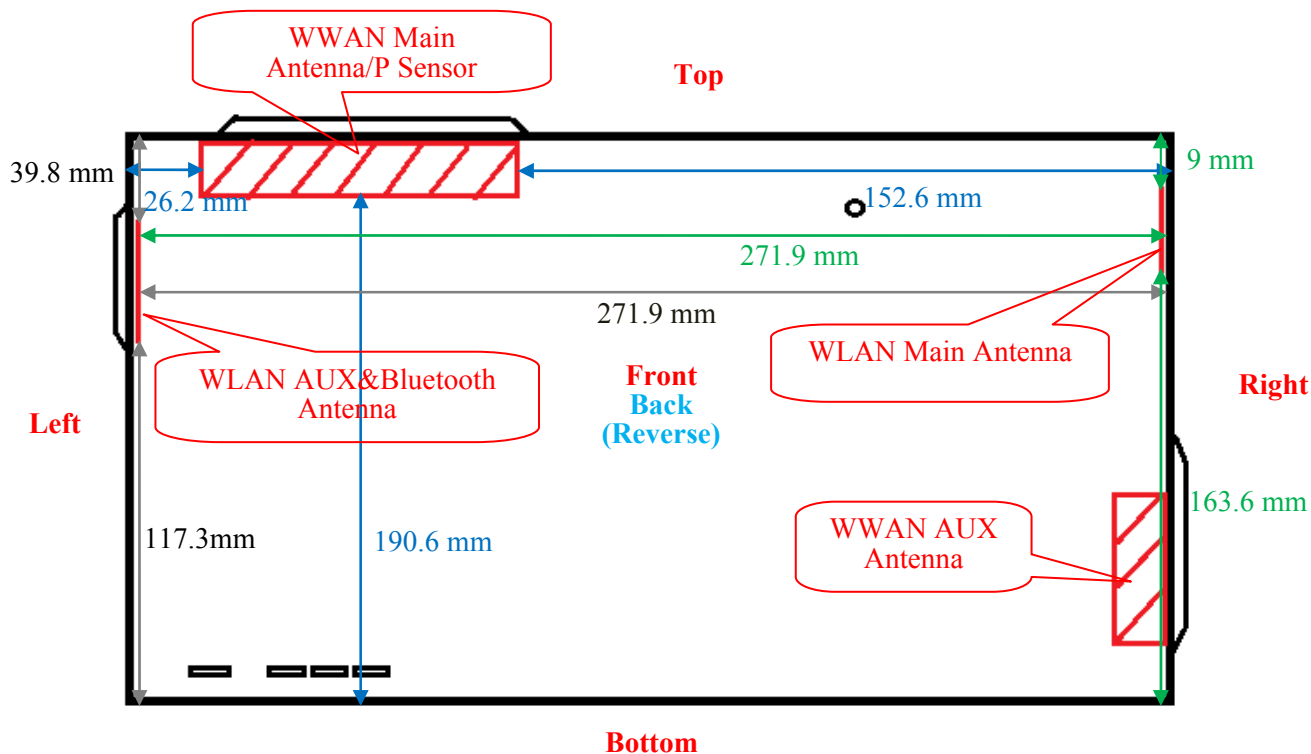 WWAN Main
Antenna/P Sensor
Top
39.8 mm
9 mm
26.2 mm
152.6 mm
271.9 mm
271.9 mm
WLAN Main Antenna
WLAN AUX&Bluetooth
Antenna
Front
Back
(Reverse)
Left
Right
163.6 mm
WWAN AUX
Antenna
117.3mm
190.6 mm
Bottom